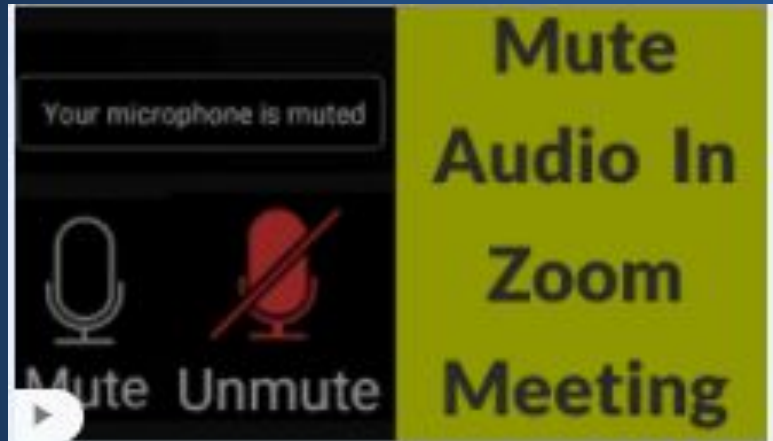 Your microphone is muted
Mute Unmute
Mute
Audio In
Zoom
Meeting